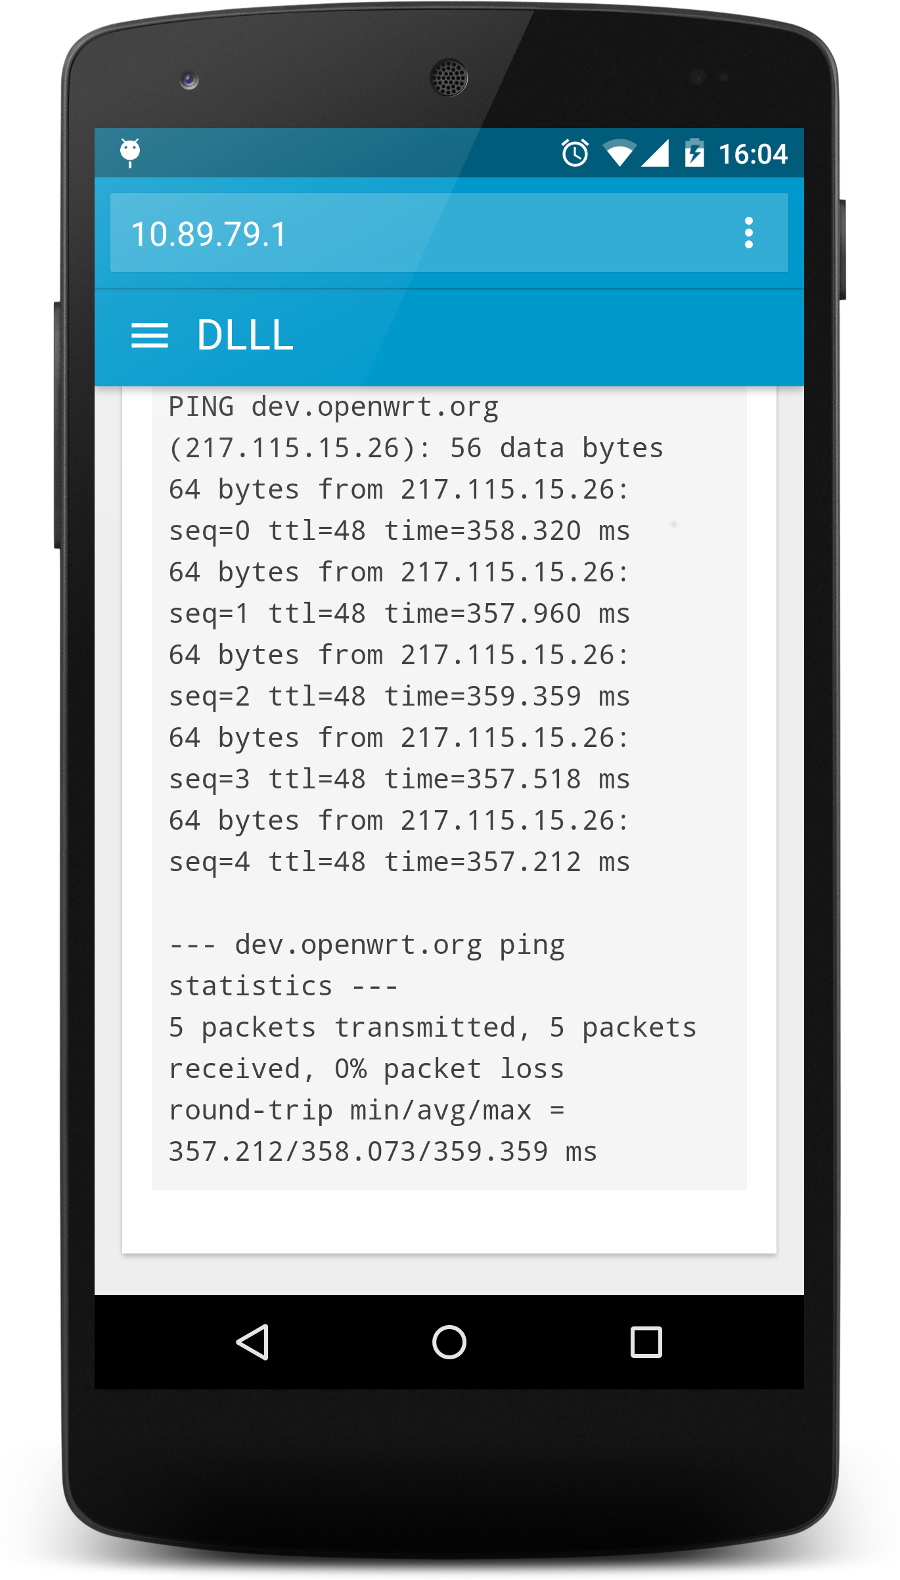 16:04
10.89.79.1
DLLL
PING dev.openwrt.org
(217.115.15.26): 56 data bytes
64 bytes from 217.115.15.26:
seq=0 ttl=48 time=358.320 ms
64 bytes from 217.115.15.26:
seq=1 ttl=48 time=357.960 ms
64 bytes from 217.115.15.26:
seq=2 ttl=48 time=359.359 ms
64 bytes from 217.115.15.26:
seq=3 ttl=48 time=357.518 ms
64 bytes from 217.115.15.26:
seq=4 ttl=48 time=357.212 ms

--- dev.openwrt.org ping
statistics ---
5 packets transmitted, 5 packets
received, 0% packet loss
round-trip min/avg/max =
357.212/358.073/359.359 ms